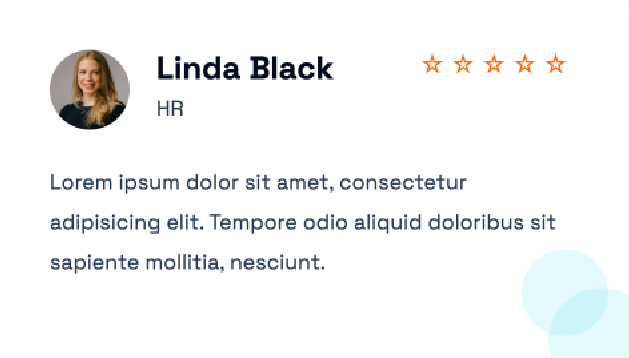 Linda Black
HR
Lorem ipsum dolor sit amet, consectetur
adipisicing elit. Tempore odio aliquid doloribus sit
sapiente mollitia, nesciunt.